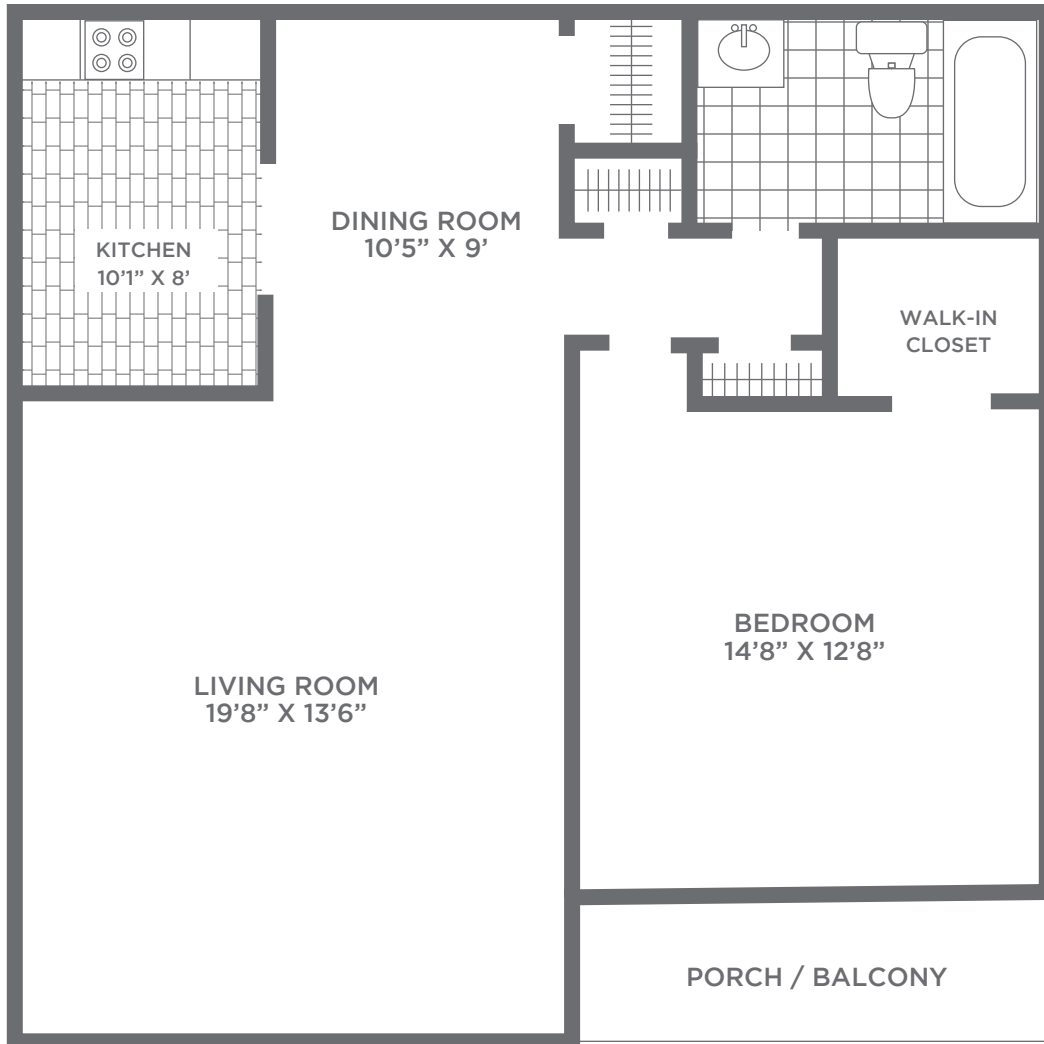 DINING ROOM
10’5” X 9’
KITCHEN
10’1” X 8’
WALK-IN
CLOSET
BEDROOM
14’8” X 12’8”
LIVING ROOM
19’8” X 13’6”
PORCH / BALCONY